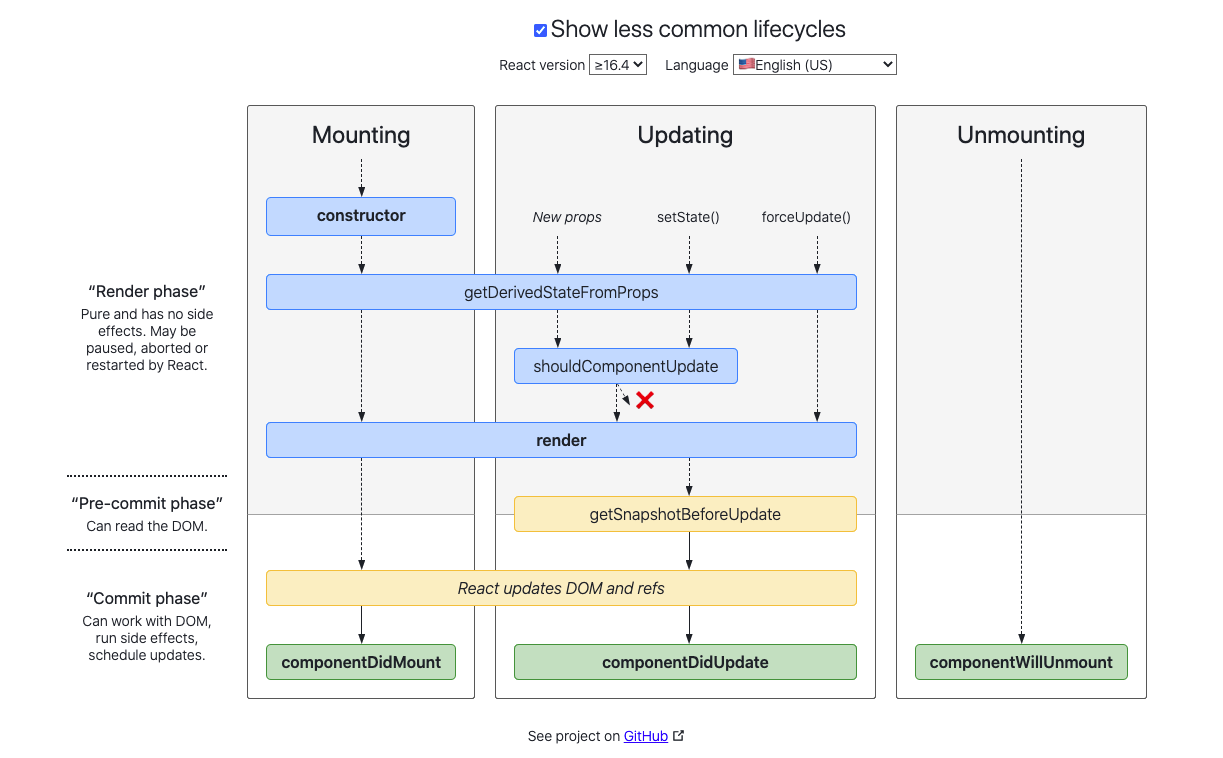 Show less common lifecycles
React version ≥16.4 Language 🇺🇸English (US)
Mounting
Updating
Unmounting
constructor
New props
setState()
forceUpdate()
“Render phase”
Pure and has no side
effects. May be
paused, aborted or
restarted by React.
getDerivedStateFromProps
shouldComponentUpdate
render
“Pre-commit phase”
Can read the DOM.
getSnapshotBeforeUpdate
“Commit phase”
Can work with DOM,
run side effects,
schedule updates.
React updates DOM and refs
componentDidMount
componentDidUpdate
componentWillUnmount
See project on GitHub